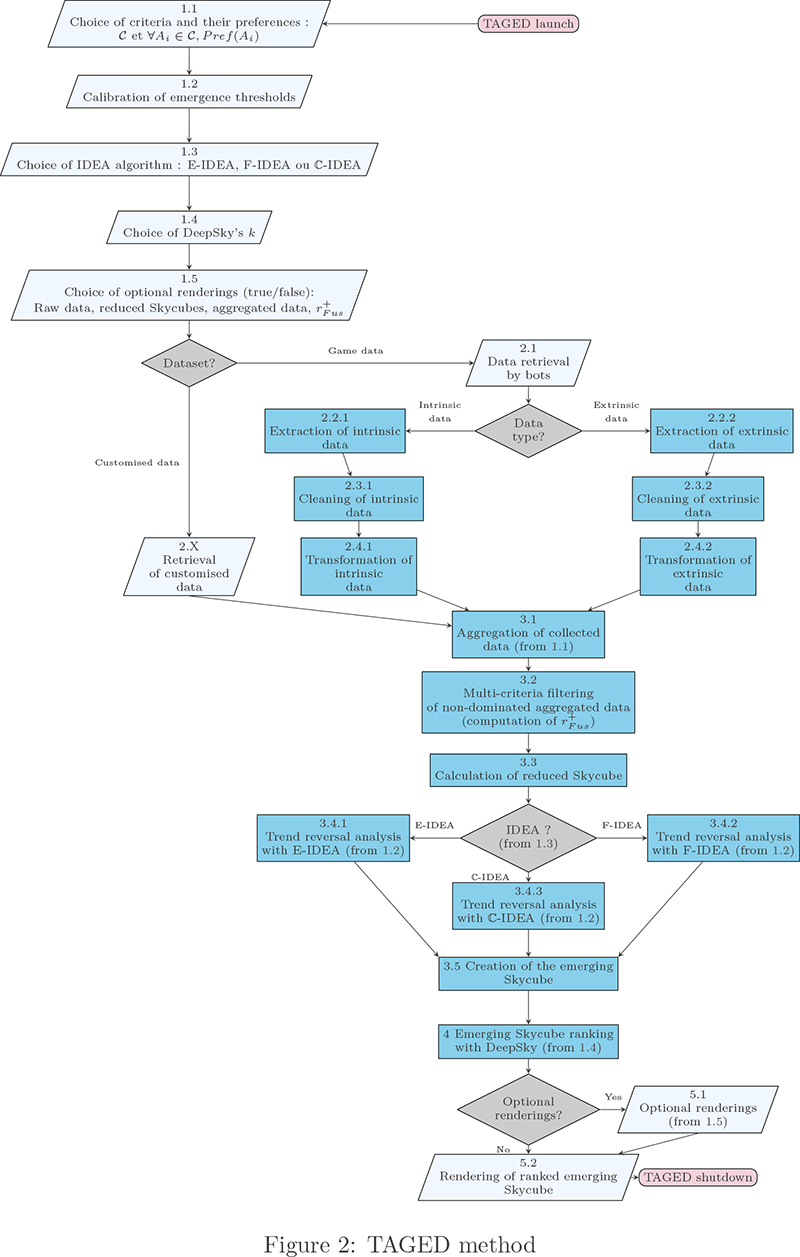 1.1
Choice of criteria and their preferences :
𝒞 et ∀Aᵢ ∈ 𝒞, Pref(Aᵢ)
TAGED launch
1.2
Calibration of emergence thresholds
1.3
Choice of IDEA algorithm : E-IDEA, F-IDEA ou ℂ-IDEA
1.4
Choice of DeepSky's k
1.5
Choice of optional renderings (true/false):
Raw data, reduced Skycubes, aggregated data, r⁺_Fus
Dataset?
Game data
2.1
Data retrieval
by bots
Customised data
Data
type?
Intrinsic
data
Extrinsic
data
2.2.1
Extraction of intrinsic
data
2.2.2
Extraction of extrinsic
data
2.3.1
Cleaning of intrinsic
data
2.3.2
Cleaning of extrinsic
data
2.X
Retrieval
of customised
data
2.4.1
Transformation of
intrinsic
data
2.4.2
Transformation of
extrinsic
data
3.1
Aggregation of collected
data (from 1.1)
3.2
Multi-criteria filtering
of non-dominated aggregated data
(computation of r⁺_Fus)
3.3
Calculation of reduced Skycube
IDEA ?
(from 1.3)
E-IDEA
F-IDEA
ℂ-IDEA
3.4.1
Trend reversal analysis
with E-IDEA (from 1.2)
3.4.2
Trend reversal analysis
with F-IDEA (from 1.2)
3.4.3
Trend reversal analysis
with ℂ-IDEA (from 1.2)
3.5 Creation of the emerging
Skycube
4 Emerging Skycube ranking
with DeepSky (from 1.4)
Optional
renderings?
Yes
5.1
Optional renderings
(from 1.5)
No
5.2
Rendering of ranked emerging
Skycube
TAGED shutdown
Figure 2: TAGED method